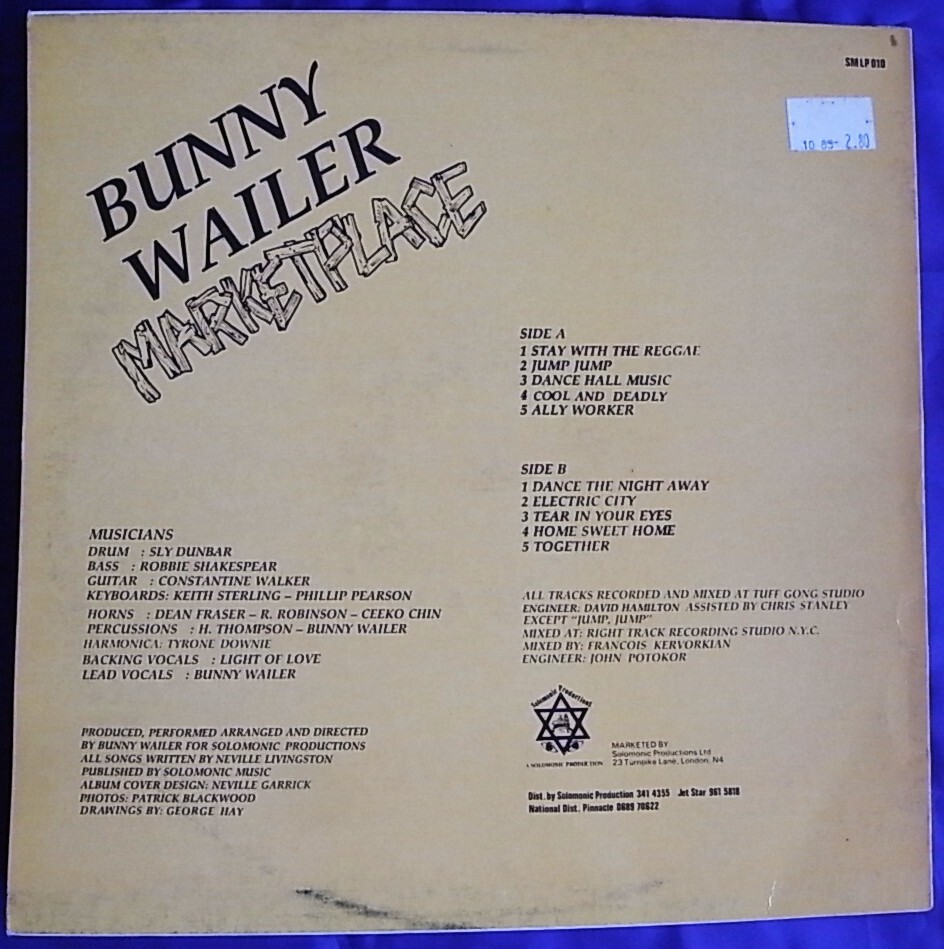 SMLP 010
10 89- 2.80
BUNNY
WAILER
MARKETPLACE
SIDE A
1 STAY WITH THE REGGAE
2 JUMP JUMP
3 DANCE HALL MUSIC
4 COOL AND DEADLY
5 ALLY WORKER
SIDE B
1 DANCE THE NIGHT AWAY
2 ELECTRIC CITY
3 TEAR IN YOUR EYES
4 HOME SWEET HOME
5 TOGETHER
MUSICIANS
DRUM : SLY DUNBAR
BASS : ROBBIE SHAKESPEAR
GUITAR : CONSTANTINE WALKER
KEYBOARDS: KEITH STERLING – PHILLIP PEARSON
HORNS : DEAN FRASER – R. ROBINSON – CEEKO CHIN
PERCUSSIONS : H. THOMPSON – BUNNY WAILER
HARMONICA: TYRONE DOWNIE
BACKING VOCALS : LIGHT OF LOVE
LEAD VOCALS : BUNNY WAILER
PRODUCED, PERFORMED ARRANGED AND DIRECTED
BY BUNNY WAILER FOR SOLOMONIC PRODUCTIONS
ALL SONGS WRITTEN BY NEVILLE LIVINGSTON
PUBLISHED BY SOLOMONIC MUSIC
ALBUM COVER DESIGN: NEVILLE GARRICK
PHOTOS: PATRICK BLACKWOOD
DRAWINGS BY: GEORGE HAY
ALL TRACKS RECORDED AND MIXED AT TUFF GONG STUDIO
ENGINEER: DAVID HAMILTON ASSISTED BY CHRIS STANLEY
EXCEPT "JUMP, JUMP"
MIXED AT: RIGHT TRACK RECORDING STUDIO N.Y.C.
MIXED BY: FRANCOIS KERVORKIAN
ENGINEER: JOHN POTOKOR
Solomonic Productions
A SOLOMONIC PRODUCTION
MARKETED BY
Solomonic Productions Ltd
23 Turnpike Lane, London, N4
Dist. by Solomonic Production 341 4355 Jet Star 961 5818
National Dist. Pinnacle 0689 70622